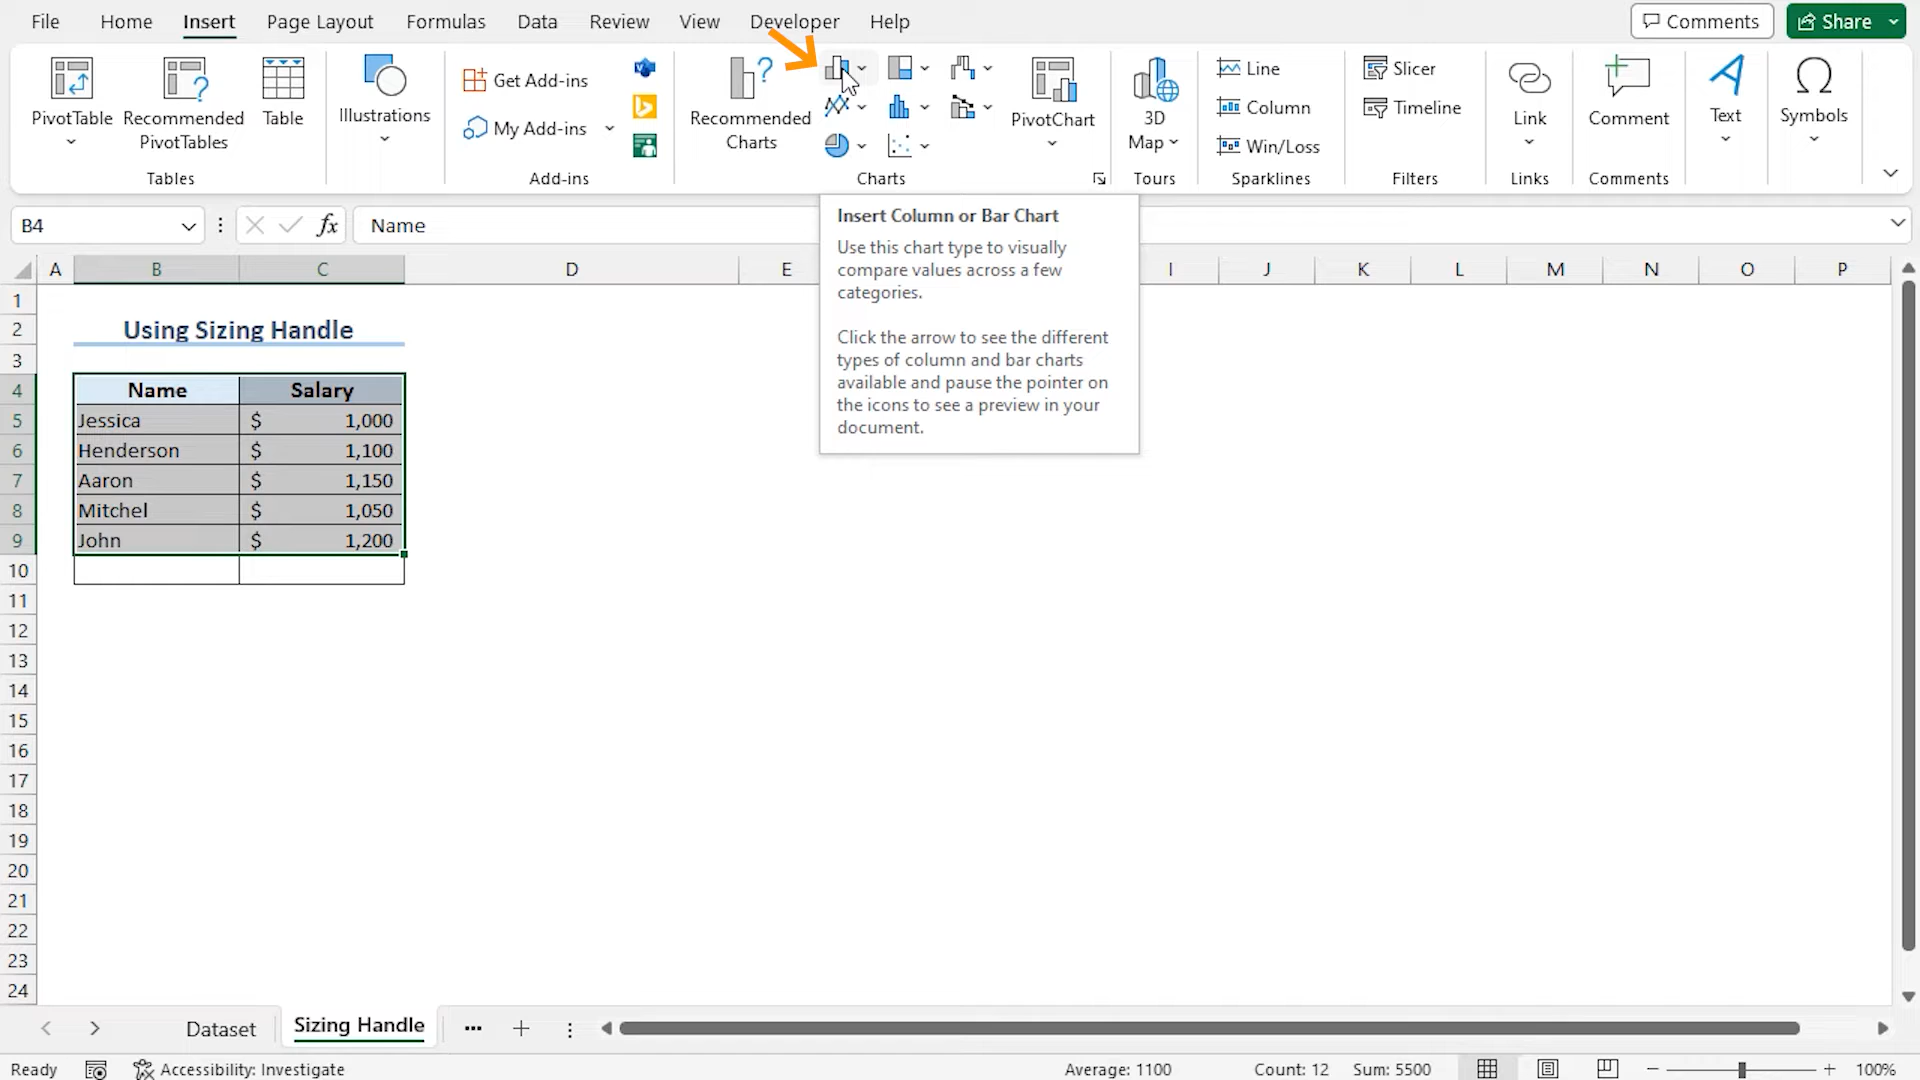 File Home Insert Page Layout Formulas Data Review View Developer Help Comments Share
PivotTable Recommended PivotTables Table
Tables
Illustrations
Get Add-ins
My Add-ins
Add-ins
Recommended Charts
PivotChart
Charts
3D Map
Tours
Line
Column
Win/Loss
Sparklines
Slicer
Timeline
Filters
Link
Links
Comment
Comments
Text
Symbols
B4 fx Name
Insert Column or Bar Chart
Use this chart type to visually
compare values across a few
categories.
Click the arrow to see the different
types of column and bar charts
available and pause the pointer on
the icons to see a preview in your
document.
A B C D E I J K L M N O P
1
2 Using Sizing Handle
3
4 Name Salary
5 Jessica $ 1,000
6 Henderson $ 1,100
7 Aaron $ 1,150
8 Mitchel $ 1,050
9 John $ 1,200
10
11
12
13
14
15
16
17
18
19
20
21
22
23
24
Dataset Sizing Handle
Ready Accessibility: Investigate Average: 1100 Count: 12 Sum: 5500 100%